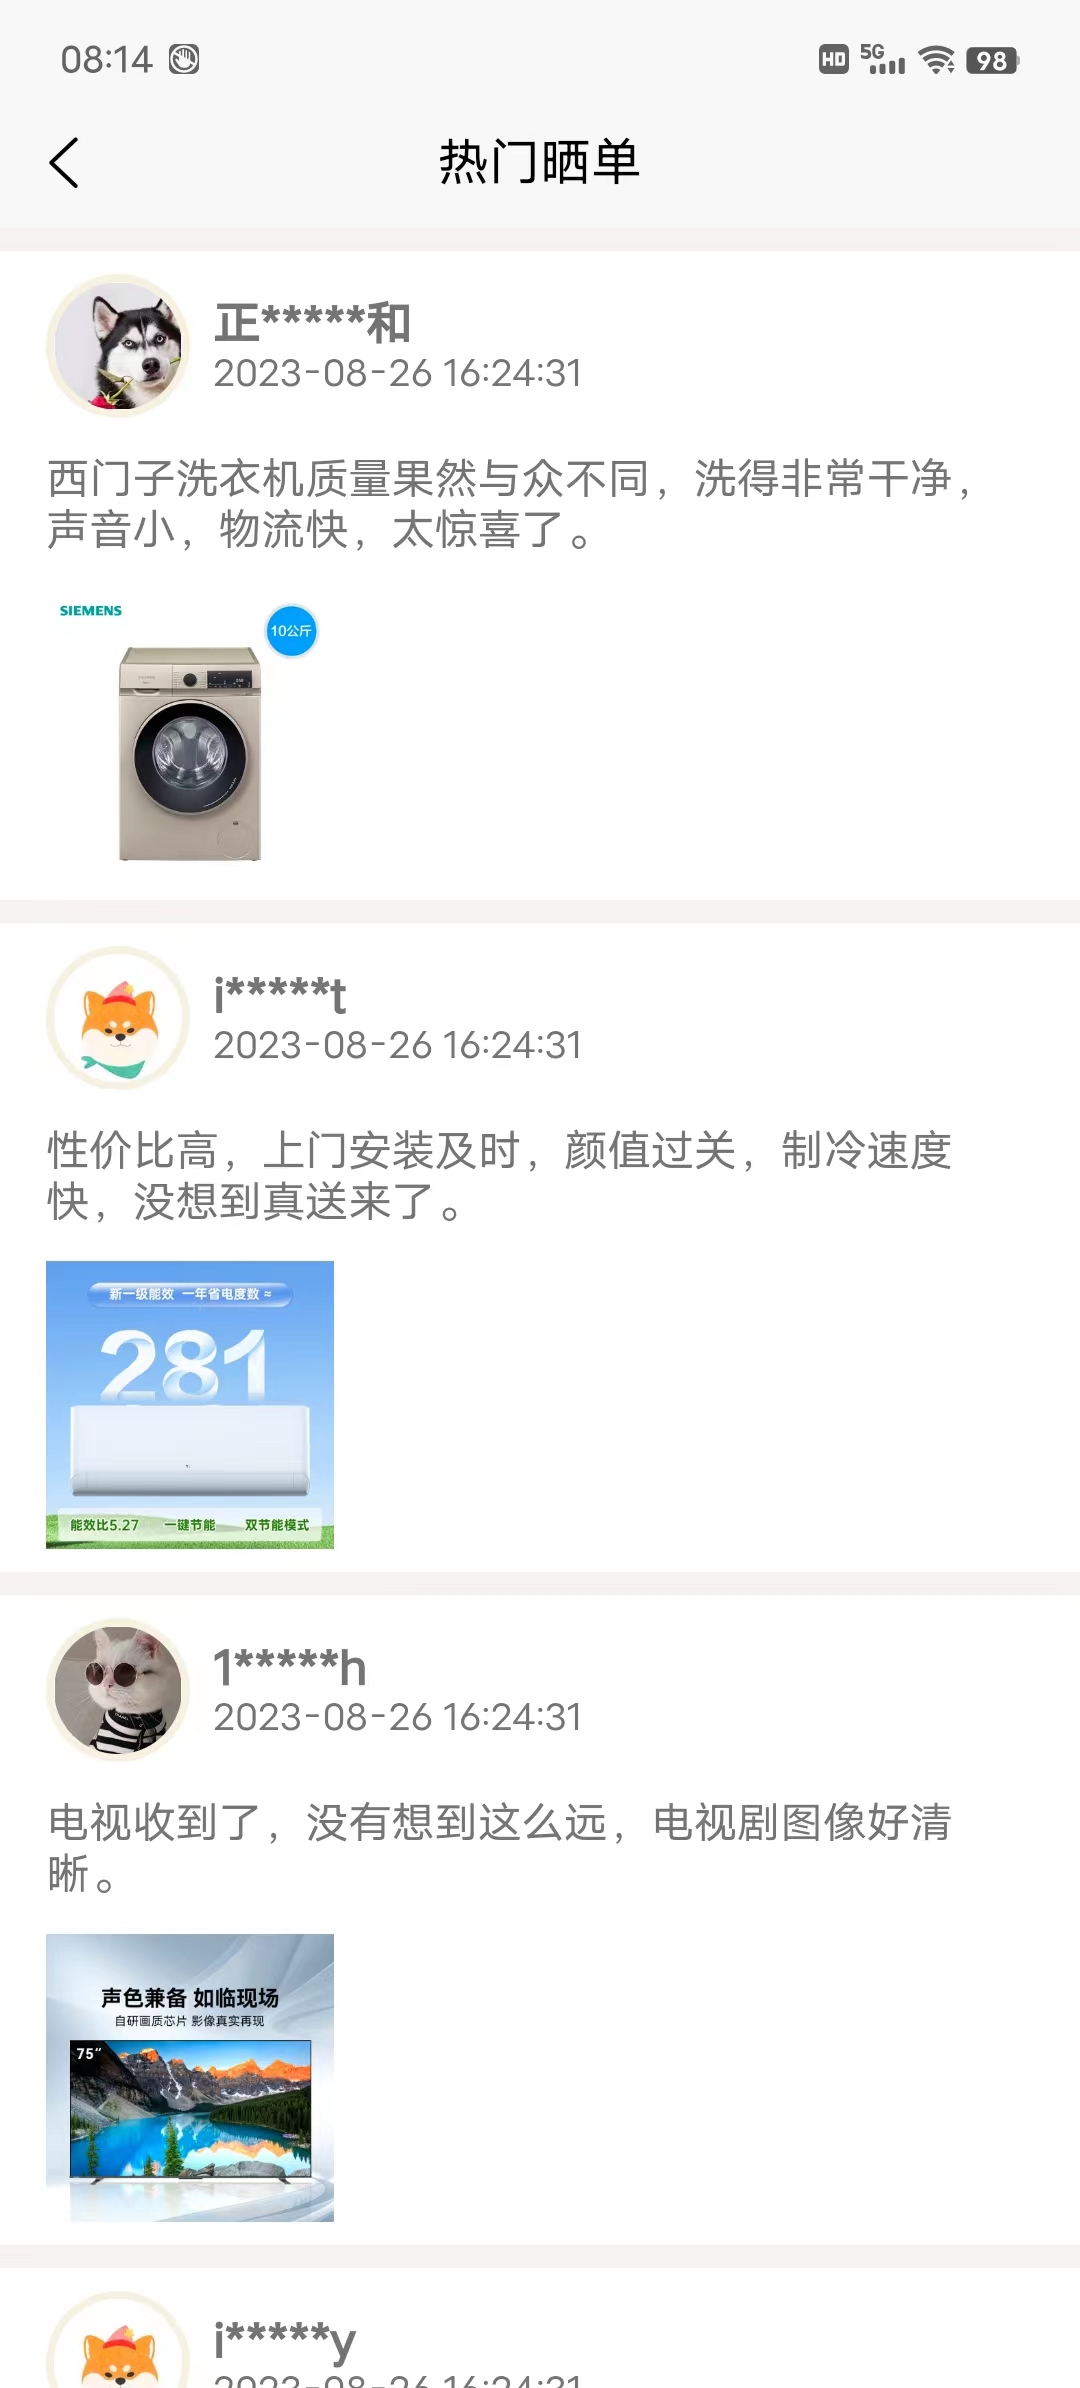 08:14
HD 5G 98
热门晒单
正*****和
2023-08-26 16:24:31
西门子洗衣机质量果然与众不同，洗得非常干净，
声音小，物流快，太惊喜了。
SIEMENS
10公斤
i*****t
2023-08-26 16:24:31
性价比高，上门安装及时，颜值过关，制冷速度
快，没想到真送来了。
新一级能效 一年省电度数≈
281
能效比5.27 一键节能 双节能模式
1*****h
2023-08-26 16:24:31
电视收到了，没有想到这么远，电视剧图像好清
晰。
声色兼备 如临现场
自研画质芯片 影像真实再现
75”
i*****y
2023-08-26 16:24:31